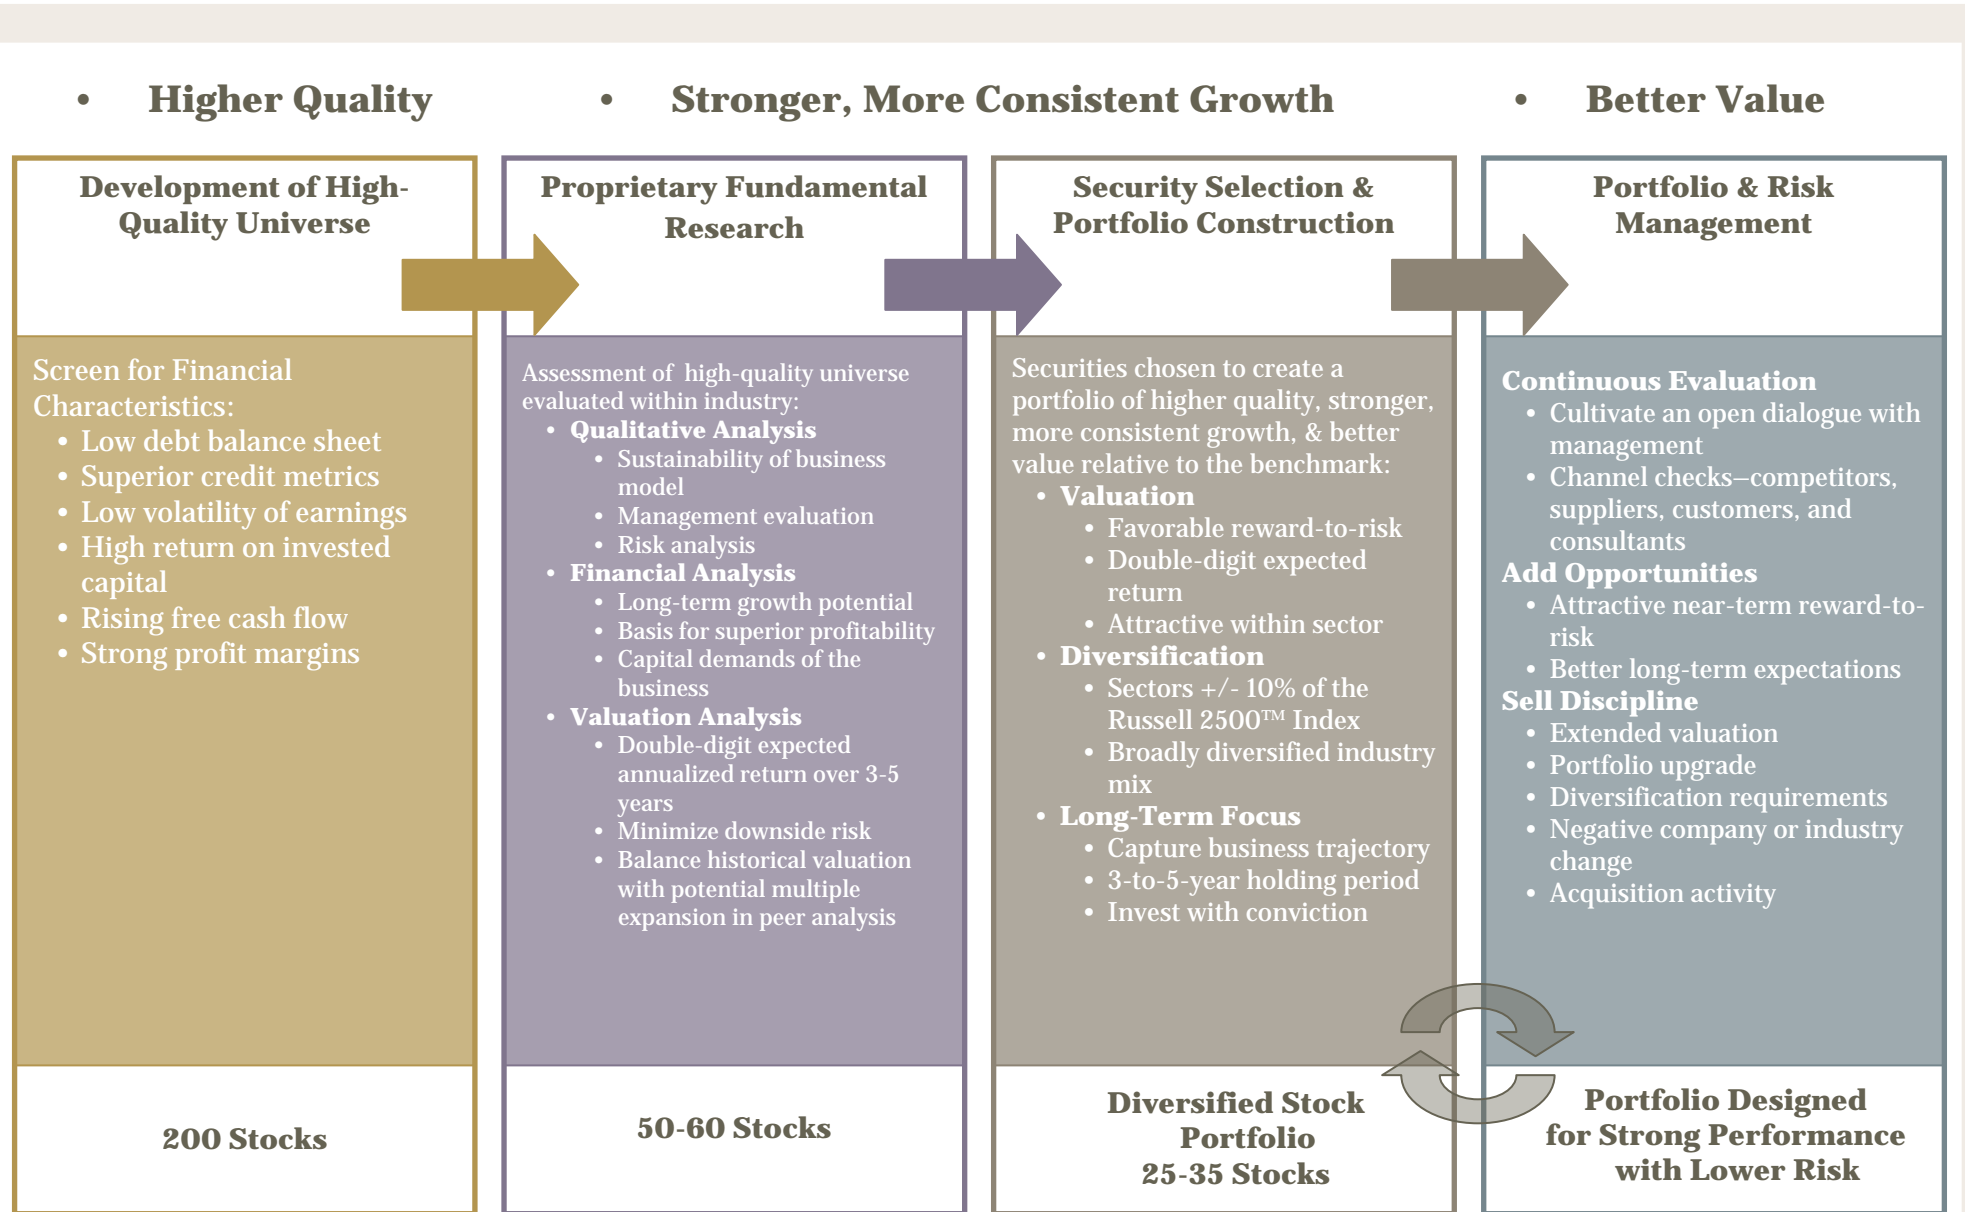 • Higher Quality
• Stronger, More Consistent Growth
• Better Value
Development of High-
Quality Universe
Screen for Financial
Characteristics:
• Low debt balance sheet
• Superior credit metrics
• Low volatility of earnings
• High return on invested
capital
• Rising free cash flow
• Strong profit margins
200 Stocks
Proprietary Fundamental
Research
Assessment of high-quality universe
evaluated within industry:
• Qualitative Analysis
• Sustainability of business
model
• Management evaluation
• Risk analysis
• Financial Analysis
• Long-term growth potential
• Basis for superior profitability
• Capital demands of the
business
• Valuation Analysis
• Double-digit expected
annualized return over 3-5
years
• Minimize downside risk
• Balance historical valuation
with potential multiple
expansion in peer analysis
50-60 Stocks
Security Selection &
Portfolio Construction
Securities chosen to create a
portfolio of higher quality, stronger,
more consistent growth, & better
value relative to the benchmark:
• Valuation
• Favorable reward-to-risk
• Double-digit expected
return
• Attractive within sector
• Diversification
• Sectors +/- 10% of the
Russell 2500™ Index
• Broadly diversified industry
mix
• Long-Term Focus
• Capture business trajectory
• 3-to-5-year holding period
• Invest with conviction
Diversified Stock
Portfolio
25-35 Stocks
Portfolio & Risk
Management
Continuous Evaluation
• Cultivate an open dialogue with
management
• Channel checks–competitors,
suppliers, customers, and
consultants
Add Opportunities
• Attractive near-term reward-to-
risk
• Better long-term expectations
Sell Discipline
• Extended valuation
• Portfolio upgrade
• Diversification requirements
• Negative company or industry
change
• Acquisition activity
Portfolio Designed
for Strong Performance
with Lower Risk